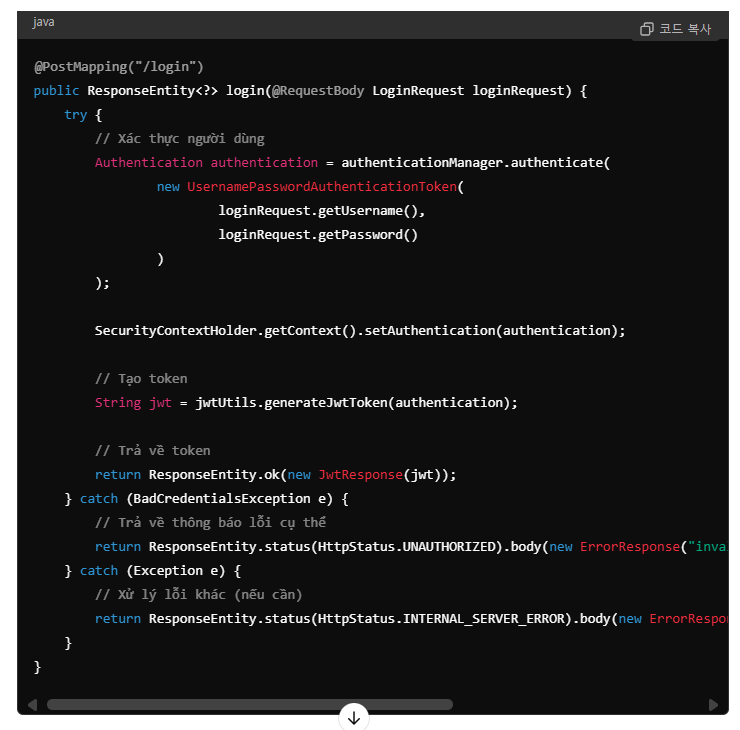 java
코드 복사
@PostMapping("/login")
public ResponseEntity<?> login(@RequestBody LoginRequest loginRequest) {
    try {
        // Xác thực người dùng
        Authentication authentication = authenticationManager.authenticate(
                new UsernamePasswordAuthenticationToken(
                        loginRequest.getUsername(),
                        loginRequest.getPassword()
                )
        );
        SecurityContextHolder.getContext().setAuthentication(authentication);
        // Tạo token
        String jwt = jwtUtils.generateJwtToken(authentication);
        // Trả về token
        return ResponseEntity.ok(new JwtResponse(jwt));
    } catch (BadCredentialsException e) {
        // Trả về thông báo lỗi cụ thể
        return ResponseEntity.status(HttpStatus.UNAUTHORIZED).body(new ErrorResponse("inva
    } catch (Exception e) {
        // Xử lý lỗi khác (nếu cần)
        return ResponseEntity.status(HttpStatus.INTERNAL_SERVER_ERROR).body(new ErrorRespo
    }
}